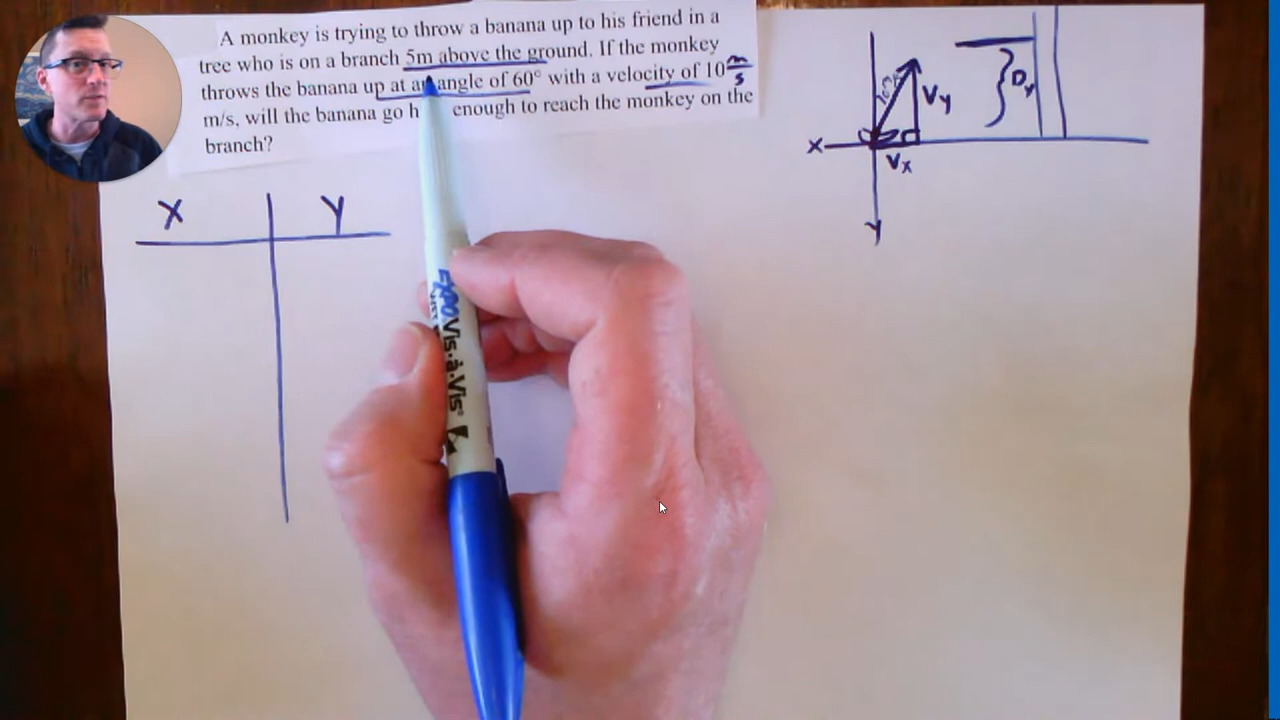 A monkey is trying to throw a banana up to his friend in a
tree who is on a branch 5m above the ground. If the monkey
throws the banana up at an angle of 60° with a velocity of 10 m/s
m/s, will the banana go h enough to reach the monkey on the
branch?
X Y
Vy
Dy
X
Vx
Y
EXPO Vis-à-Vis